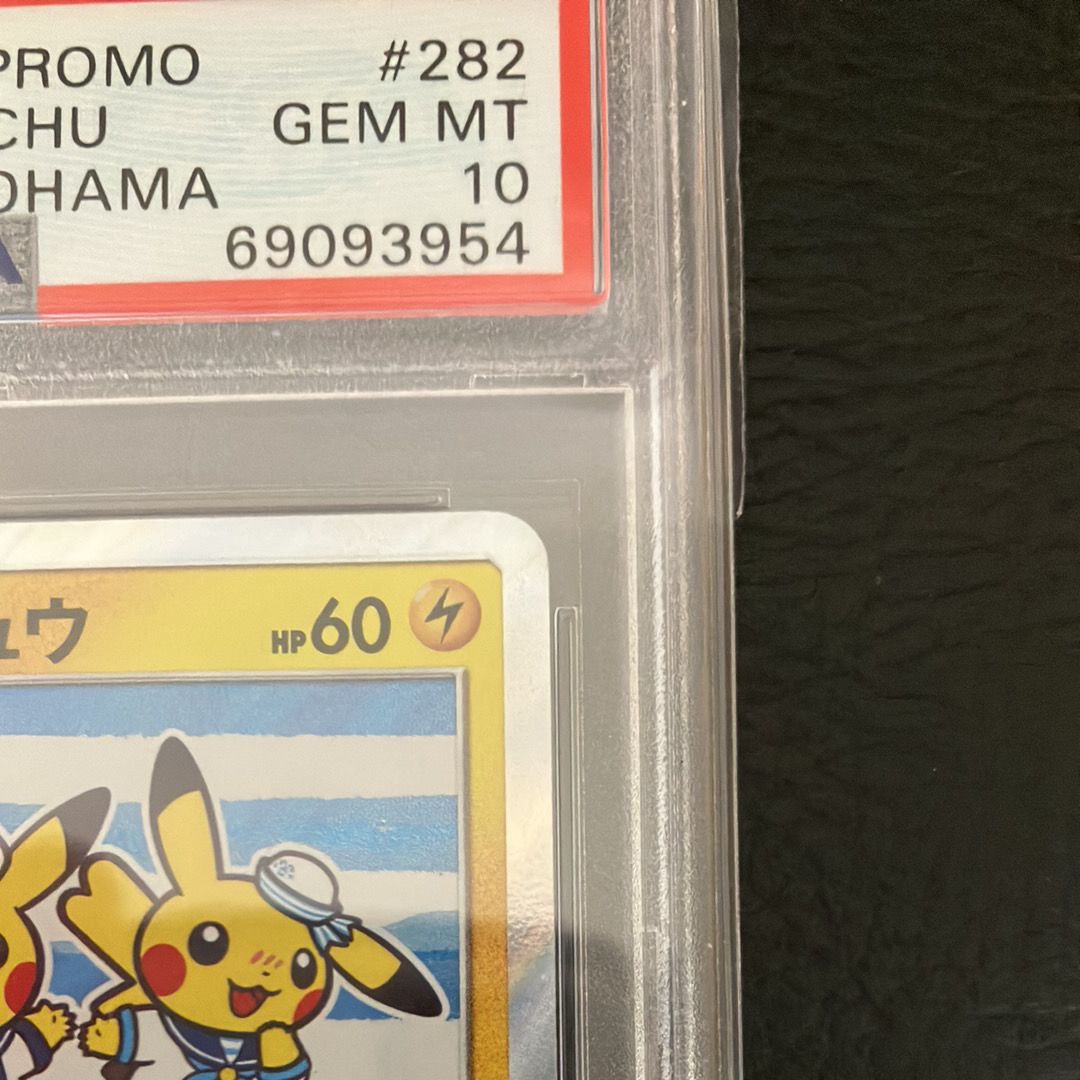 PROMO #282
CHU GEM MT
OHAMA 10
69093954
ュウ HP60